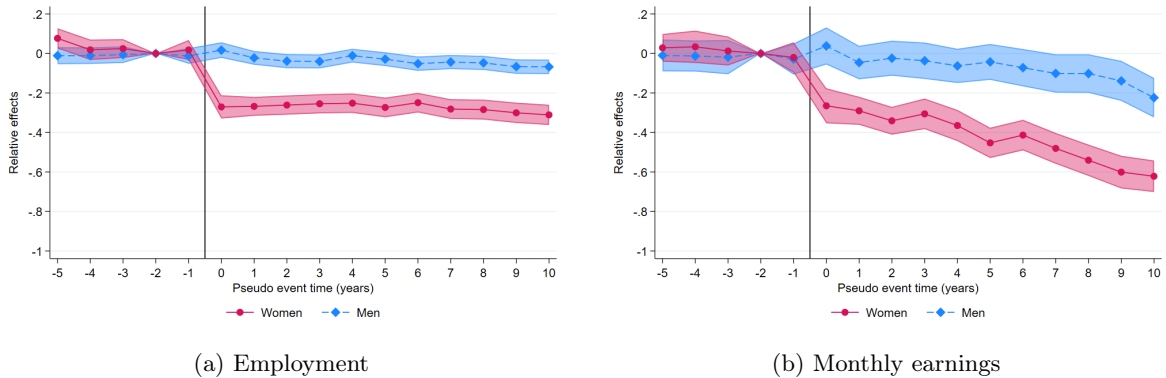 .2
0
-.2
-.4
-.6
-.8
-1
Relative effects
-5 -4 -3 -2 -1 0 1 2 3 4 5 6 7 8 9 10
Pseudo event time (years)
Women Men
(a) Employment
.2
0
-.2
-.4
-.6
-.8
-1
Relative effects
-5 -4 -3 -2 -1 0 1 2 3 4 5 6 7 8 9 10
Pseudo event time (years)
Women Men
(b) Monthly earnings